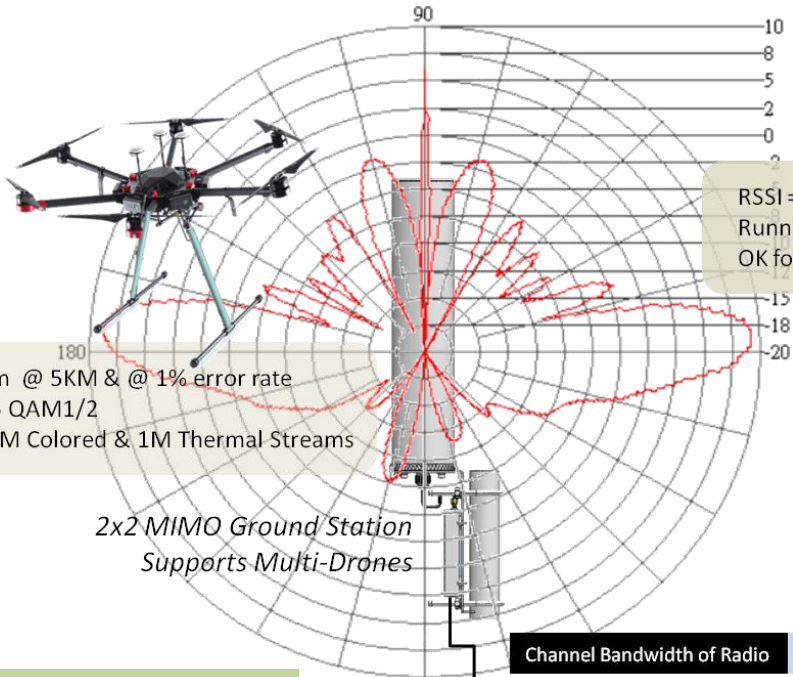 90
10
8
5
2
0
-2
RSSI =
Runn
OK fo
-15
-18
180
-20
m @ 5KM & @ 1% error rate
QAM1/2
M Colored & 1M Thermal Streams
2x2 MIMO Ground Station
Supports Multi-Drones
Channel Bandwidth of Radio